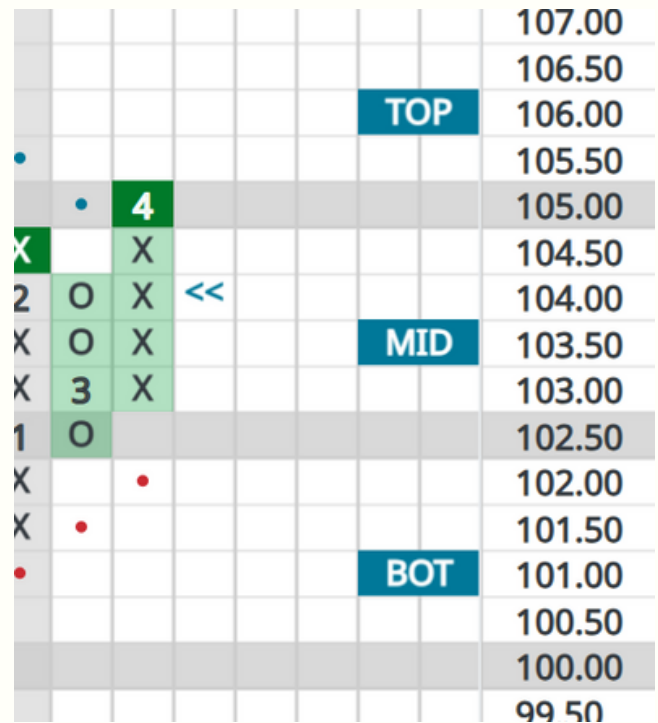 107.00
106.50
TOP 106.00
105.50
4 105.00
X X 104.50
2 O X << 104.00
X O X MID 103.50
X 3 X 103.00
1 O 102.50
X 102.00
X 101.50
BOT 101.00
100.50
100.00
99.50